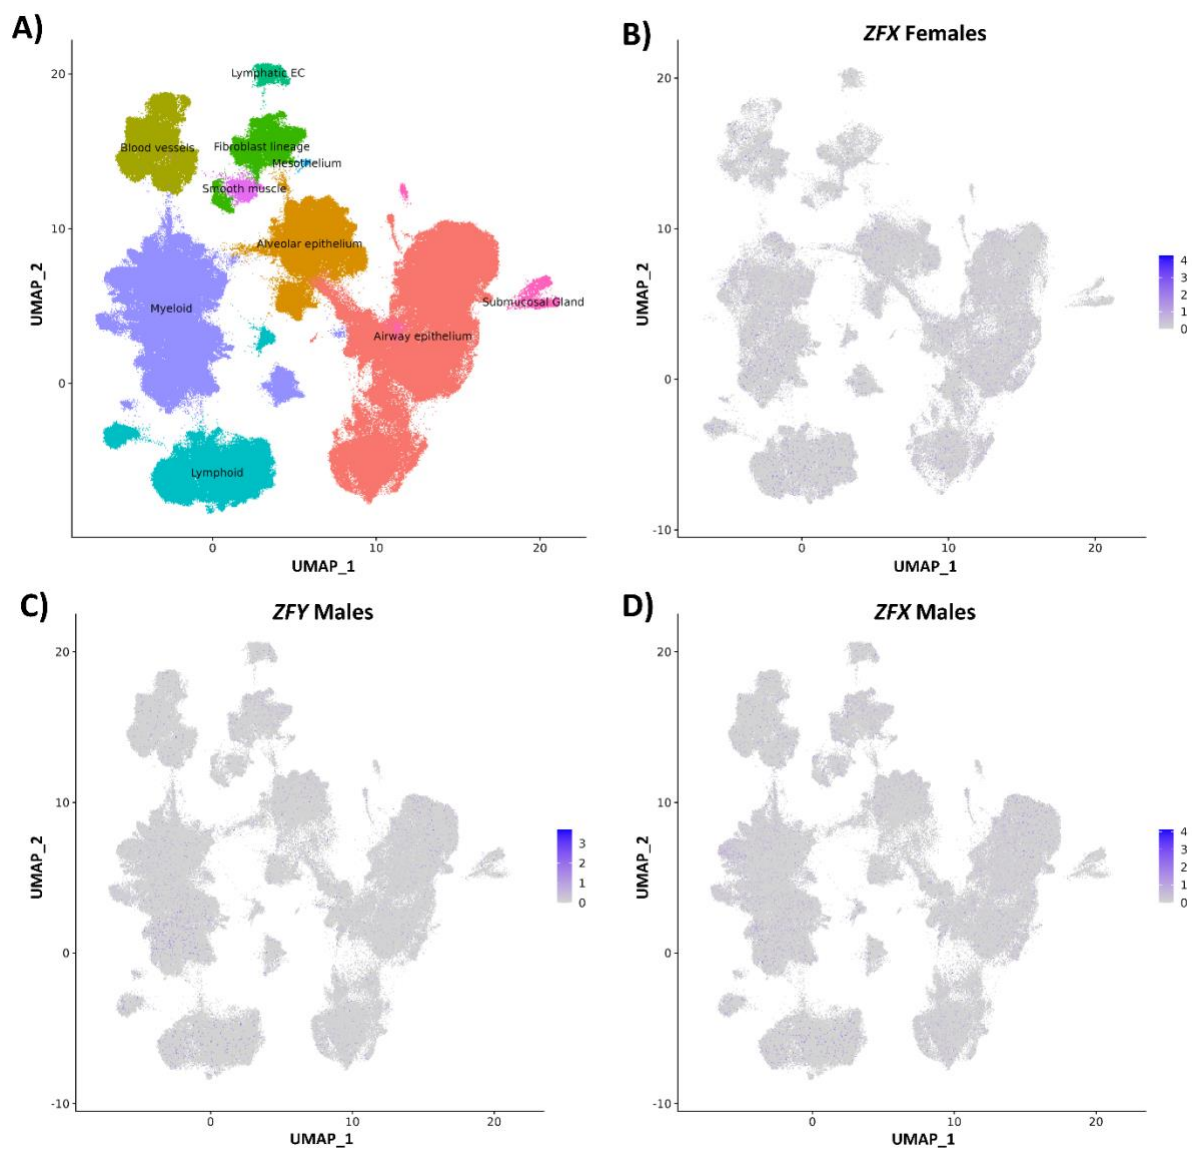 A)
20
10
0
0
10
20
UMAP_1
UMAP_2
Lymphatic EC
Blood vessels
Fibroblast lineage
Mesothelium
Smooth muscle
Alveolar epithelium
Myeloid
Submucosal Gland
Airway epithelium
Lymphoid
B)
ZFX Females
20
10
0
-10
0
10
20
UMAP_1
UMAP_2
4
3
2
1
0
C)
ZFY Males
20
10
0
-10
0
10
20
UMAP_1
UMAP_2
3
2
1
0
D)
ZFX Males
20
10
0
-10
0
10
20
UMAP_1
UMAP_2
4
3
2
1
0